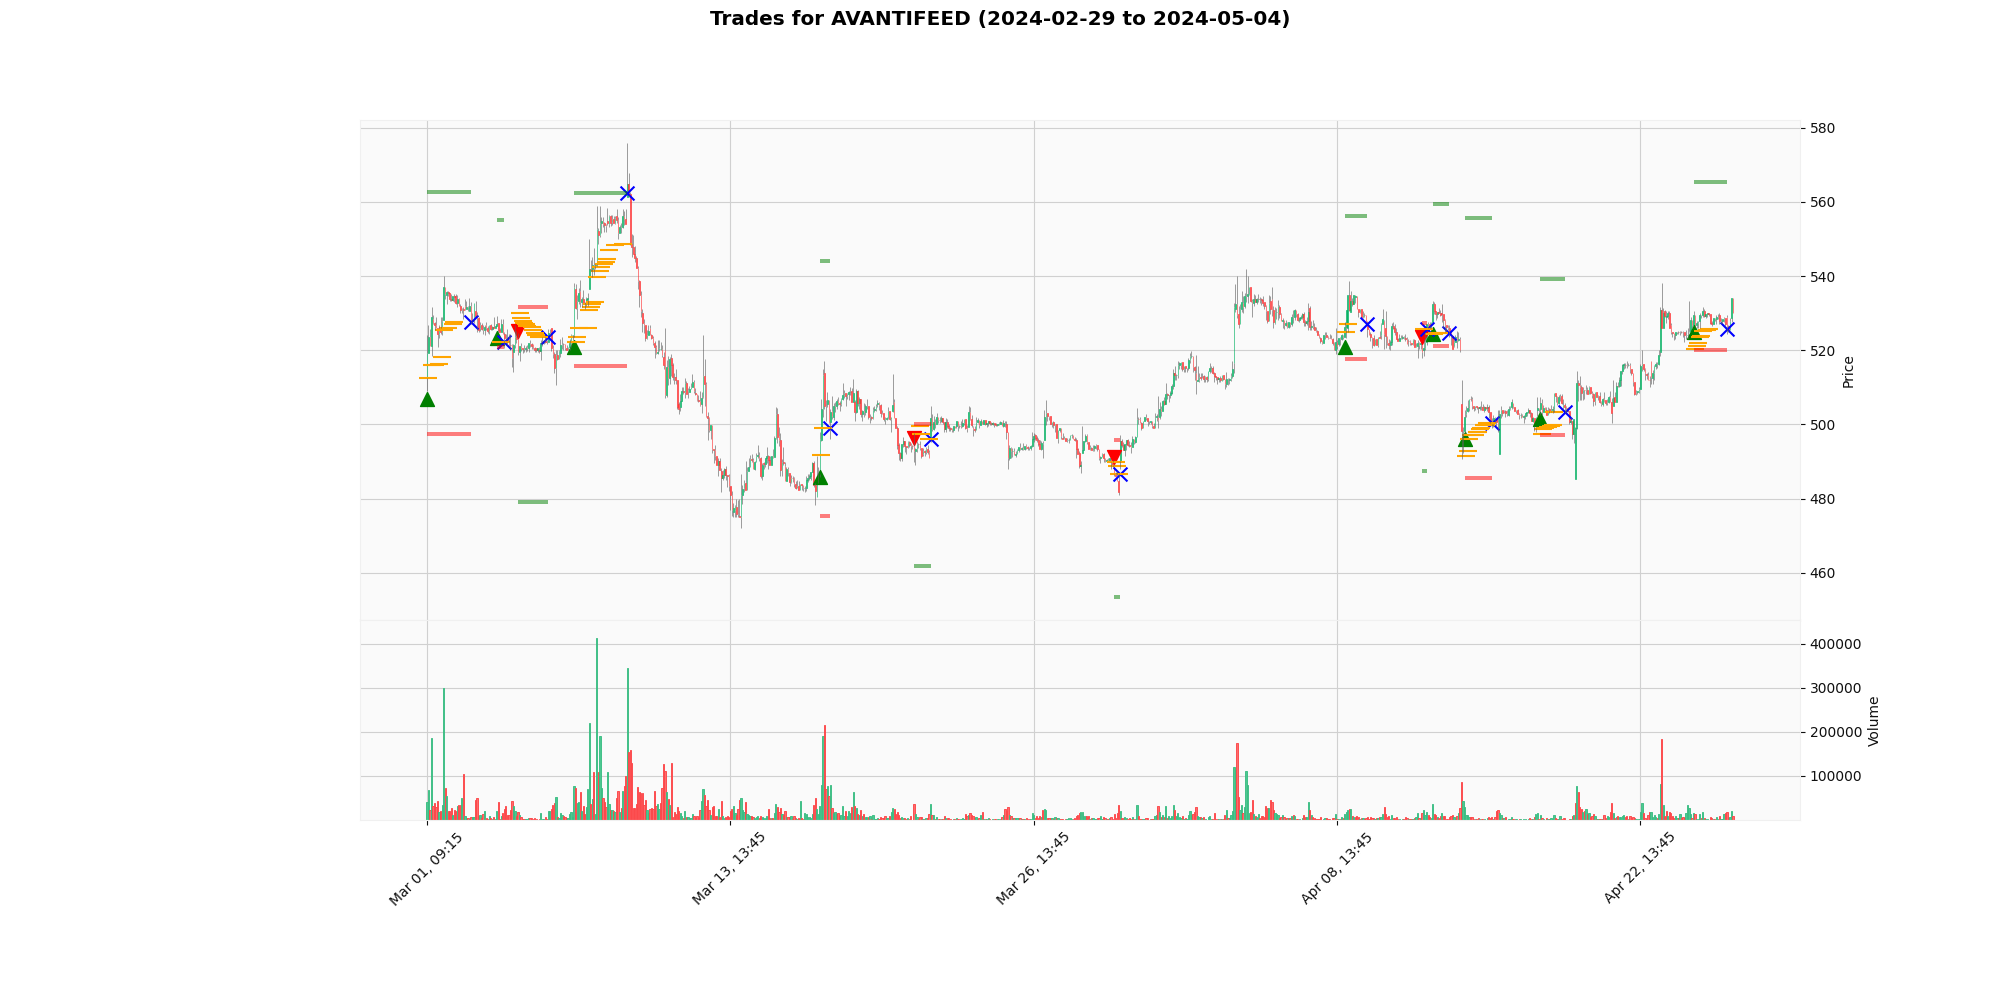 Trades for AVANTIFEED (2024-02-29 to 2024-05-04)
580
560
540
520
500
480
460
Price
400000
300000
200000
100000
Volume
Mar 01, 09:15
Mar 13, 13:45
Mar 26, 13:45
Apr 08, 13:45
Apr 22, 13:45